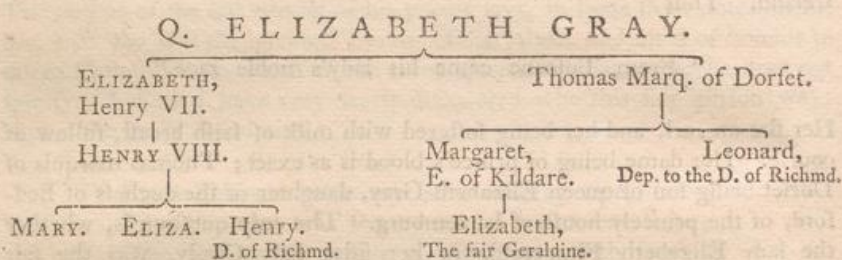 Q. ELIZABETH GRAY.
ELIZABETH, Thomas Marq. of Dorſet.
Henry VII.
HENRY VIII. Margaret, Leonard,
E. of Kildare. Dep. to the D. of Richmd.
MARY. ELIZA. Henry. Elizabeth,
D. of Richmd. The fair Geraldine.